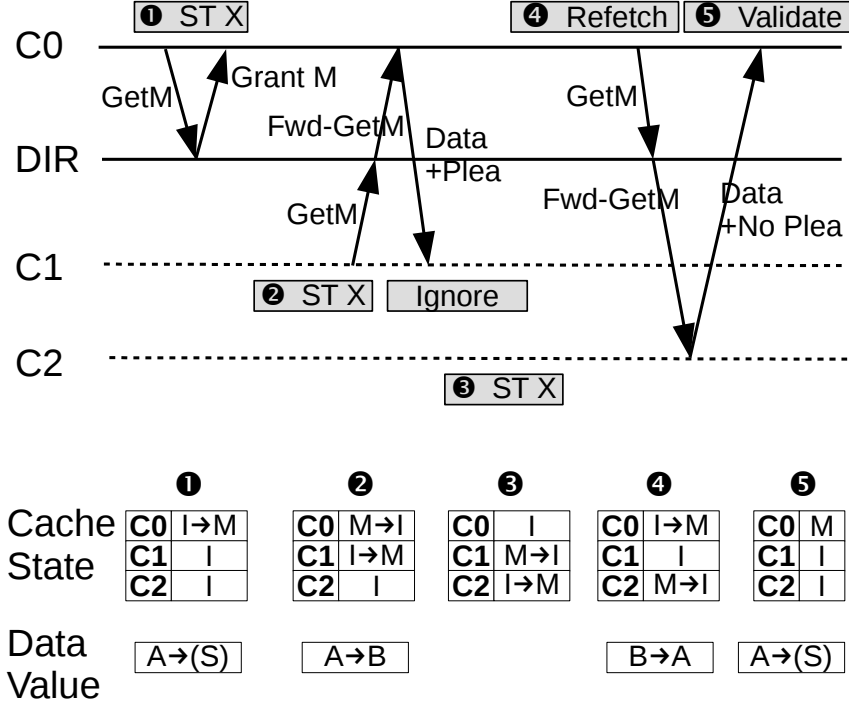 ❶ ST X
❹ Refetch
❺ Validate
C0
GetM
Grant M
Fwd-GetM
Data
+Plea
GetM
DIR
GetM
Fwd-GetM
Data
+No Plea
C1
❷ ST X
Ignore
C2
❸ ST X
❶ ❷ ❸ ❹ ❺
Cache
State
C0 I→M
C1 I
C2 I
C0 M→I
C1 I→M
C2 I
C0 I
C1 M→I
C2 I→M
C0 I→M
C1 I
C2 M→I
C0 M
C1 I
C2 I
Data
Value
A→(S)
A→B
B→A
A→(S)